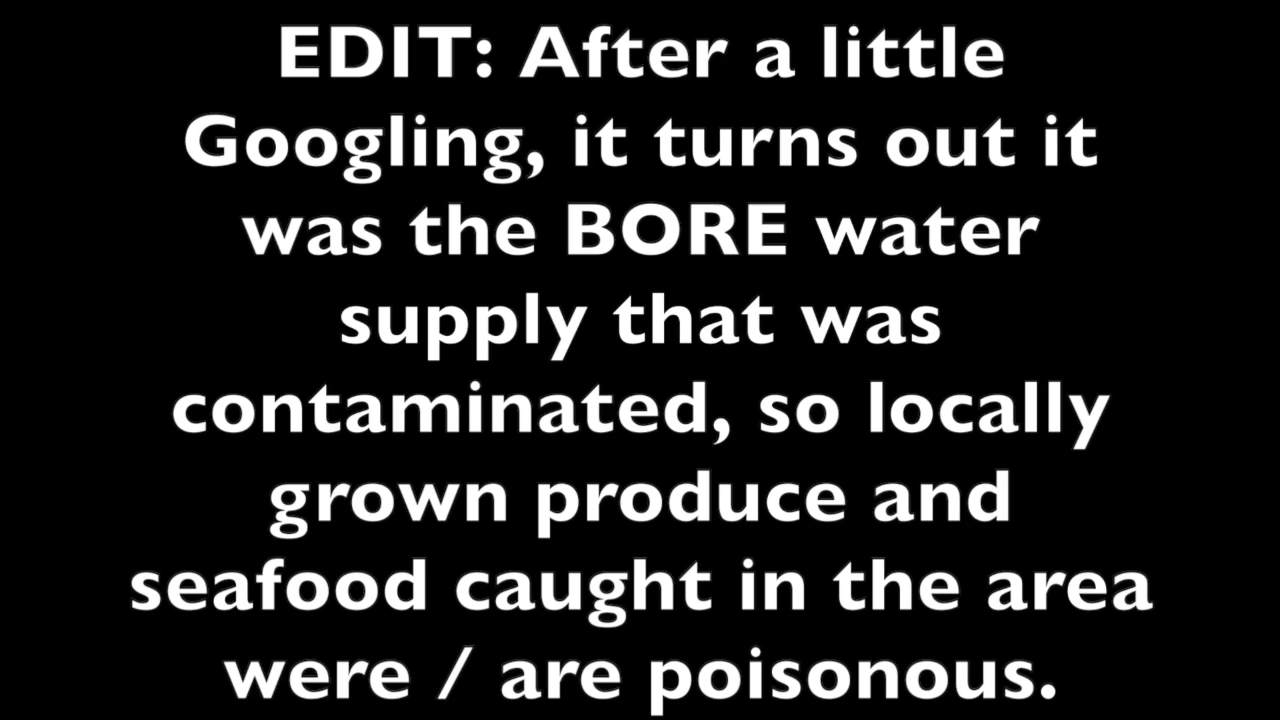 EDIT: After a little
Googling, it turns out it
was the BORE water
supply that was
contaminated, so locally
grown produce and
seafood caught in the area
were / are poisonous.